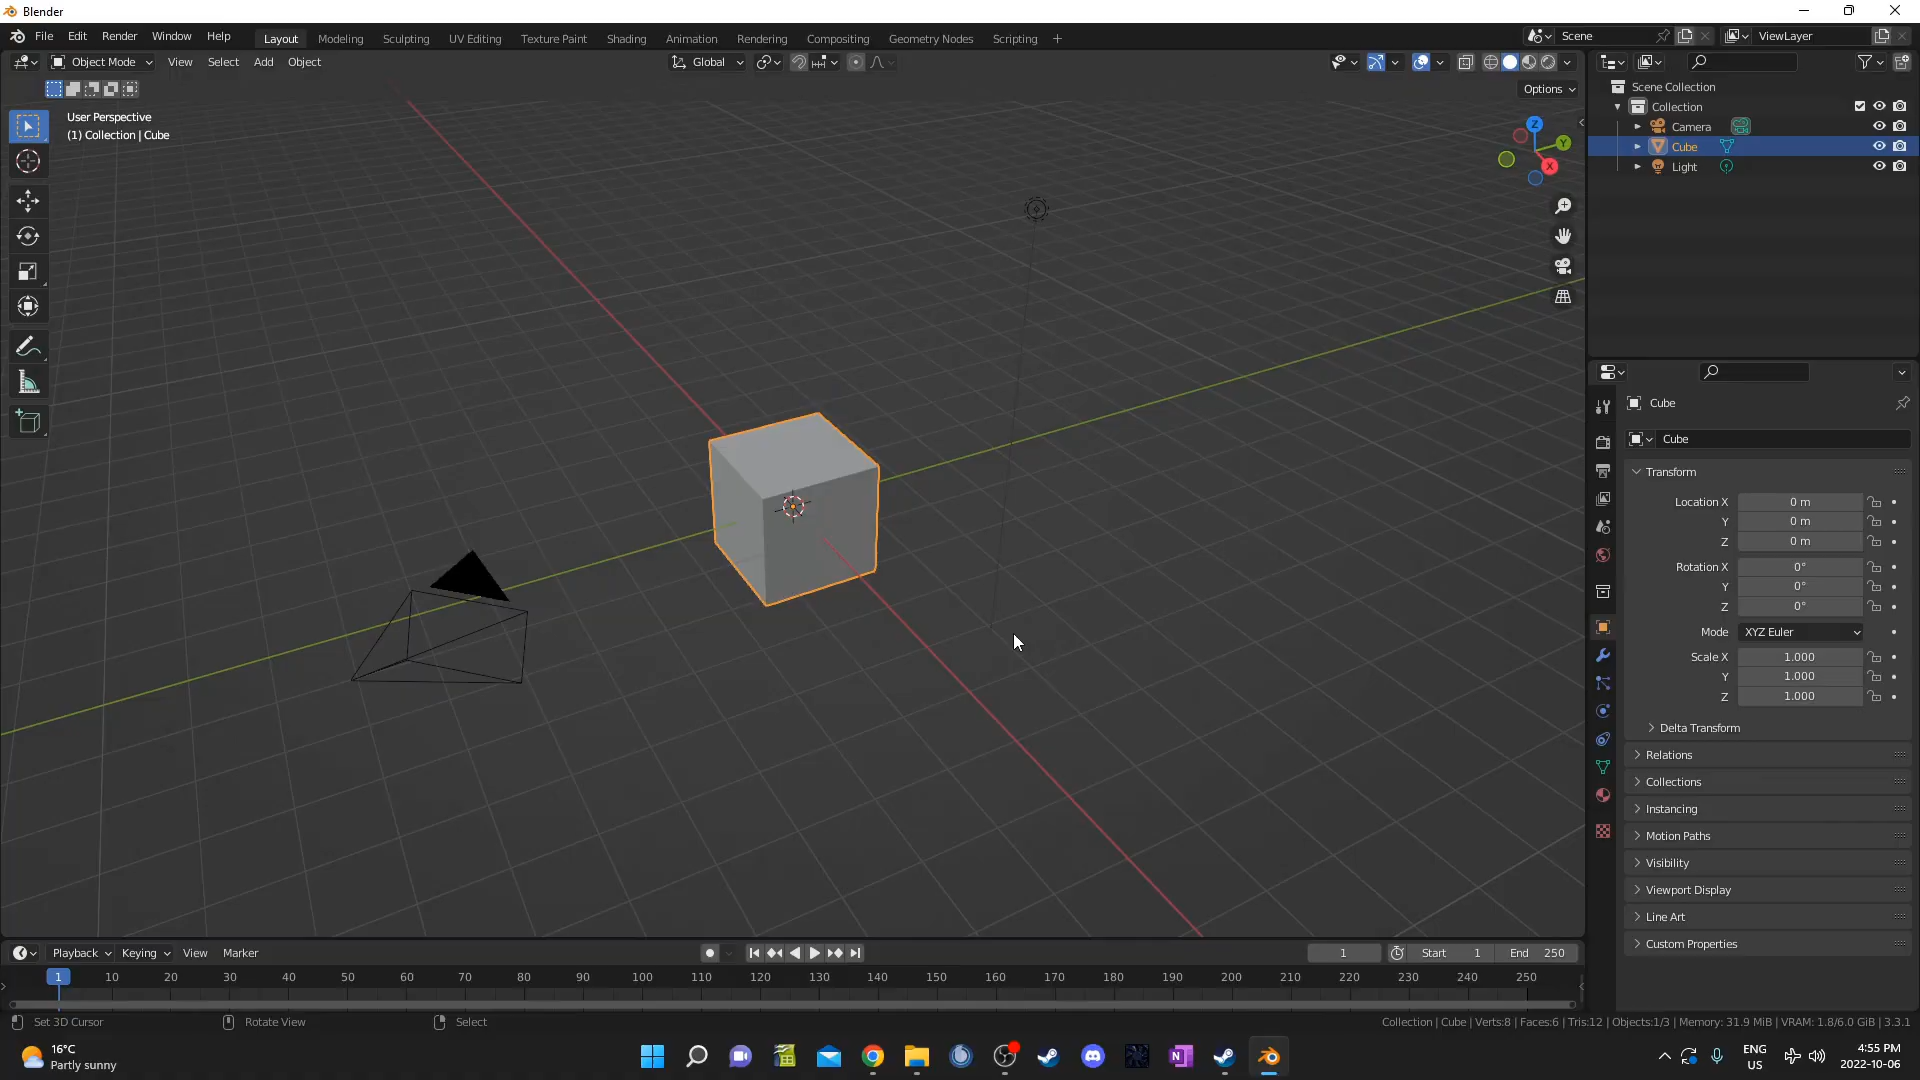 Blender
File Edit Render Window Help Layout Modeling Sculpting UV Editing Texture Paint Shading Animation Rendering Compositing Geometry Nodes Scripting + Scene ViewLayer
Object Mode View Select Add Object Global
Options
User Perspective
(1) Collection | Cube
Z
Y
X
Scene Collection
Collection
Camera
Cube
Light
Cube
Cube
Transform
Location X 0 m
Y 0 m
Z 0 m
Rotation X 0°
Y 0°
Z 0°
Mode XYZ Euler
Scale X 1.000
Y 1.000
Z 1.000
Delta Transform
Relations
Collections
Instancing
Motion Paths
Visibility
Viewport Display
Line Art
Custom Properties
Playback Keying View Marker 1 Start 1 End 250
1 10 20 30 40 50 60 70 80 90 100 110 120 130 140 150 160 170 180 190 200 210 220 230 240 250
Set 3D Cursor Rotate View Select Collection | Cube | Verts:8 | Faces:6 | Tris:12 | Objects:1/3 | Memory: 31.9 MiB | VRAM: 1.8/6.0 GiB | 3.3.1
16°C
Partly sunny
ENG
US
4:55 PM
2022-10-06